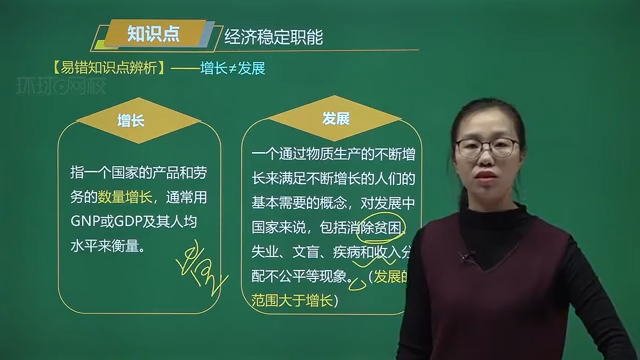 知识点
经济稳定职能
【易错知识点辨析】——增长≠发展
环球网校
增长
指一个国家的产品和劳
务的数量增长，通常用
GNP或GDP及其人均
水平来衡量。
发展
一个通过物质生产的不断增
长来满足不断增长的人们的
基本需要的概念，对发展中
国家来说，包括消除贫困、
失业、文盲、疾病和收入分
配不公平等现象。（发展的
范围大于增长）